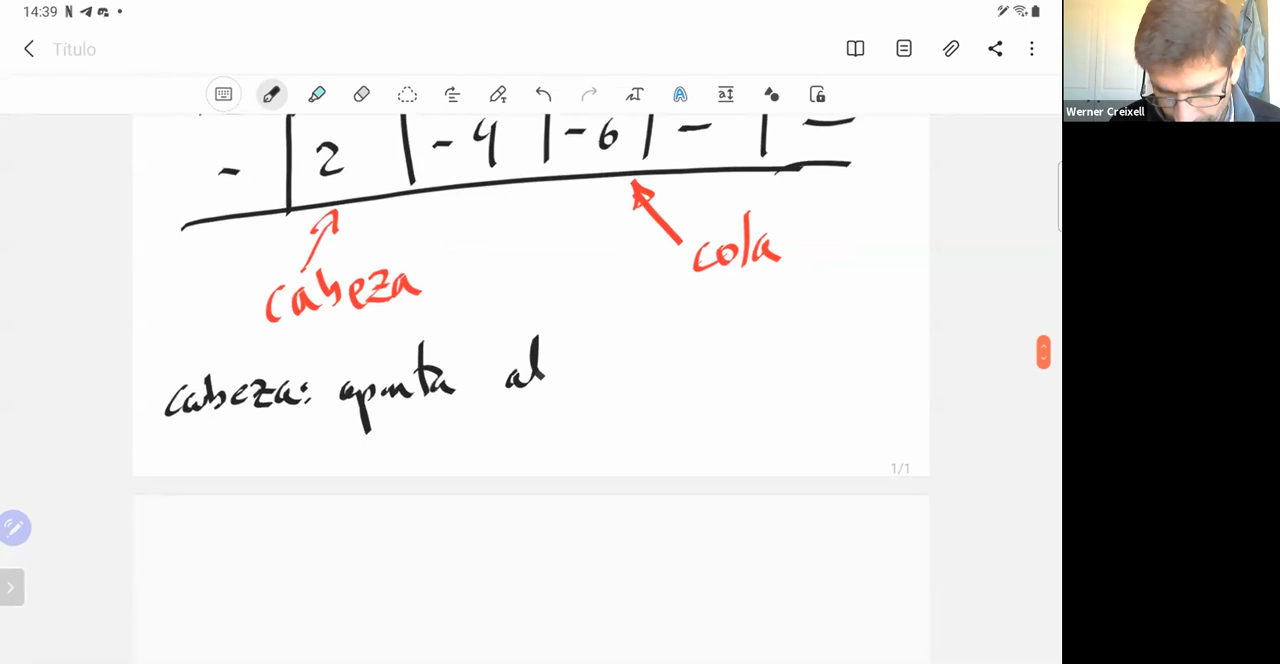 14:39 N
Título
Werner Creixell
- | 2 | - 4 | - 6 | - |
cabeza
cola
cabeza: apunta al
1/1